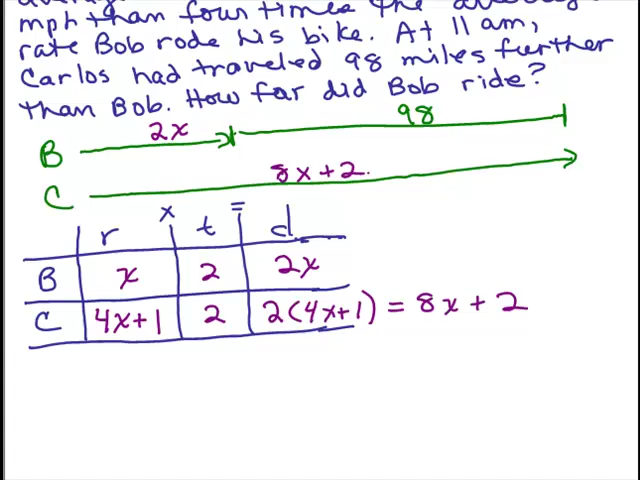 mph than four times the
rate Bob rode his bike. At 11 am,
Carlos had traveled 98 miles further
than Bob. How far did Bob ride?
B 2x 98
C 8x + 2
r x t = d
B x 2 2x
C 4x+1 2 2(4x+1) = 8x + 2